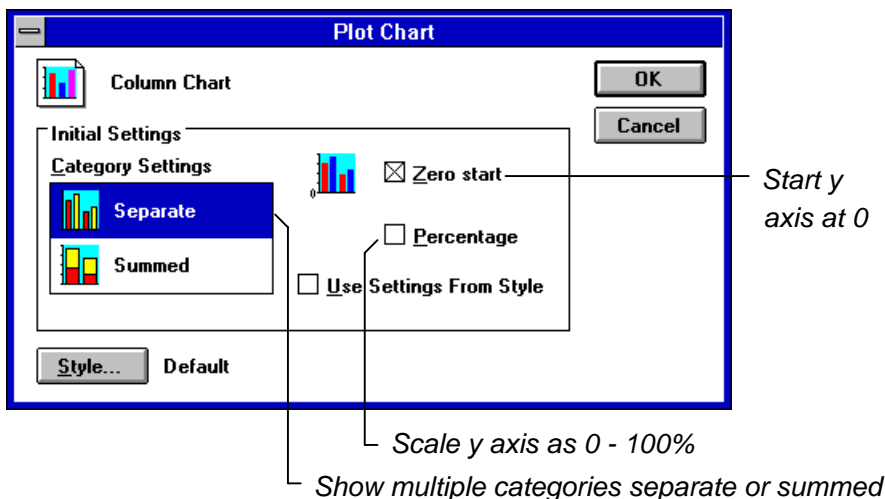 Plot Chart
Column Chart
OK
Cancel
Initial Settings
Category Settings
Separate
Summed
0
Zero start
Percentage
Use Settings From Style
Style...
Default
Start y
axis at 0
Scale y axis as 0 - 100%
Show multiple categories separate or summed